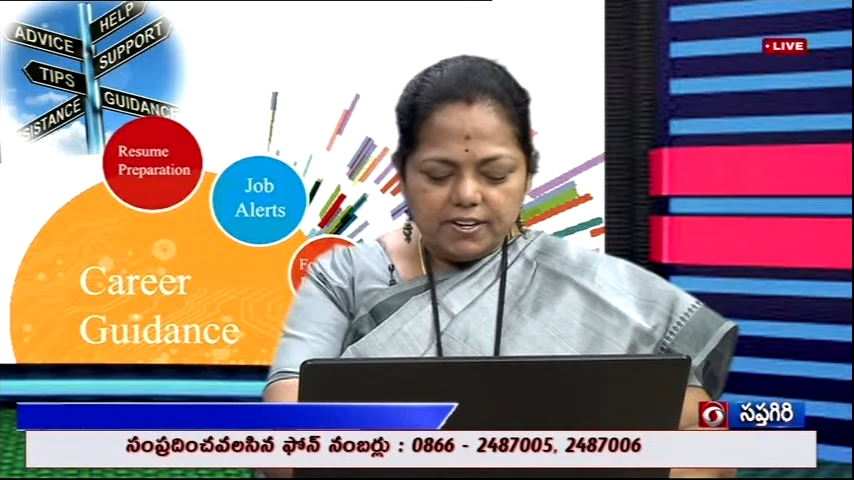 HELP
ADVICE
SUPPORT
TIPS
GUIDANCE
SISTANCE
Resume
Preparation
Job
Alerts
Career
Guidance
LIVE
సప్తగిరి
సంప్రదించవలసిన ఫోన్ నంబర్లు : 0866 - 2487005, 2487006